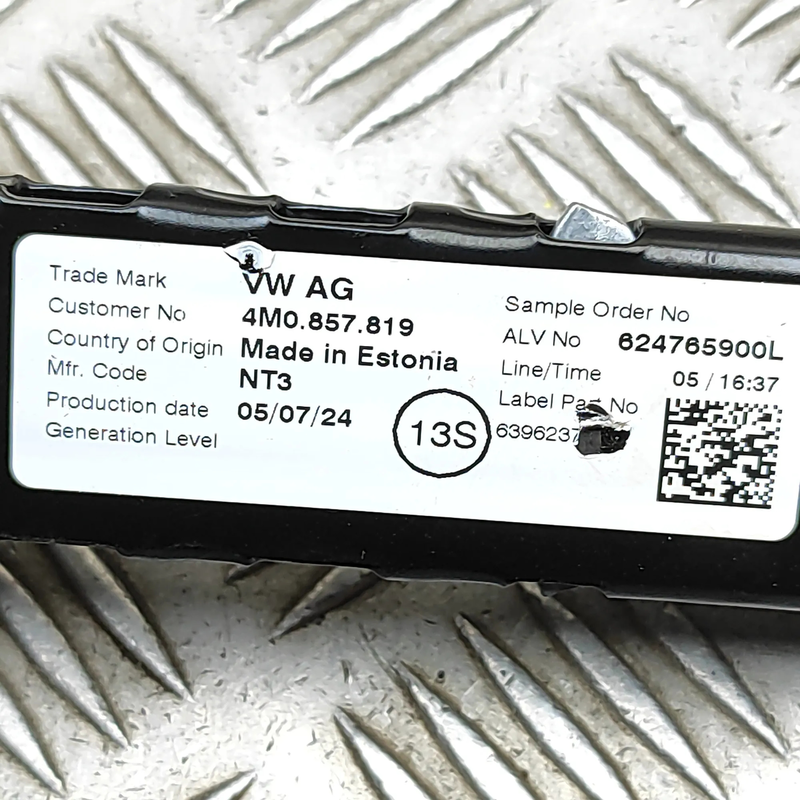 Trade Mark VW AG
Customer No 4M0.857.819
Country of Origin Made in Estonia
Mfr. Code NT3
Production date 05/07/24
Generation Level
13S
Sample Order No
ALV No 624765900L
Line/Time 05 / 16:37
Label Part No